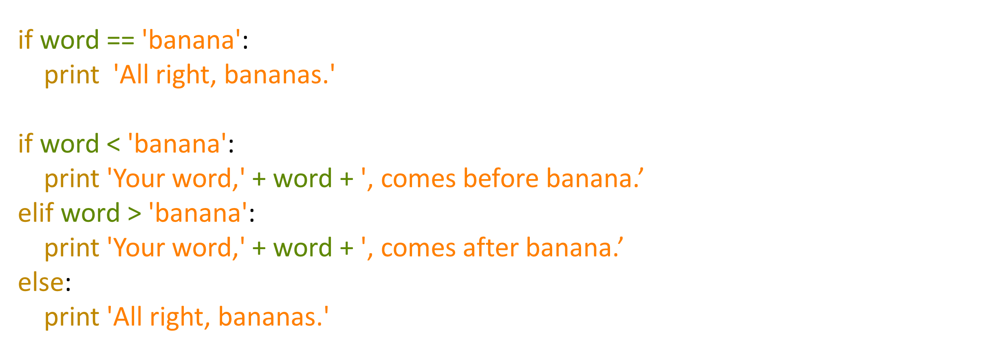 if word == 'banana':
print  'All right, bananas.'
if word < 'banana':
print 'Your word,' + word + ', comes before banana.’
elif word > 'banana':
print 'Your word,' + word + ', comes after banana.’
else:
print 'All right, bananas.'